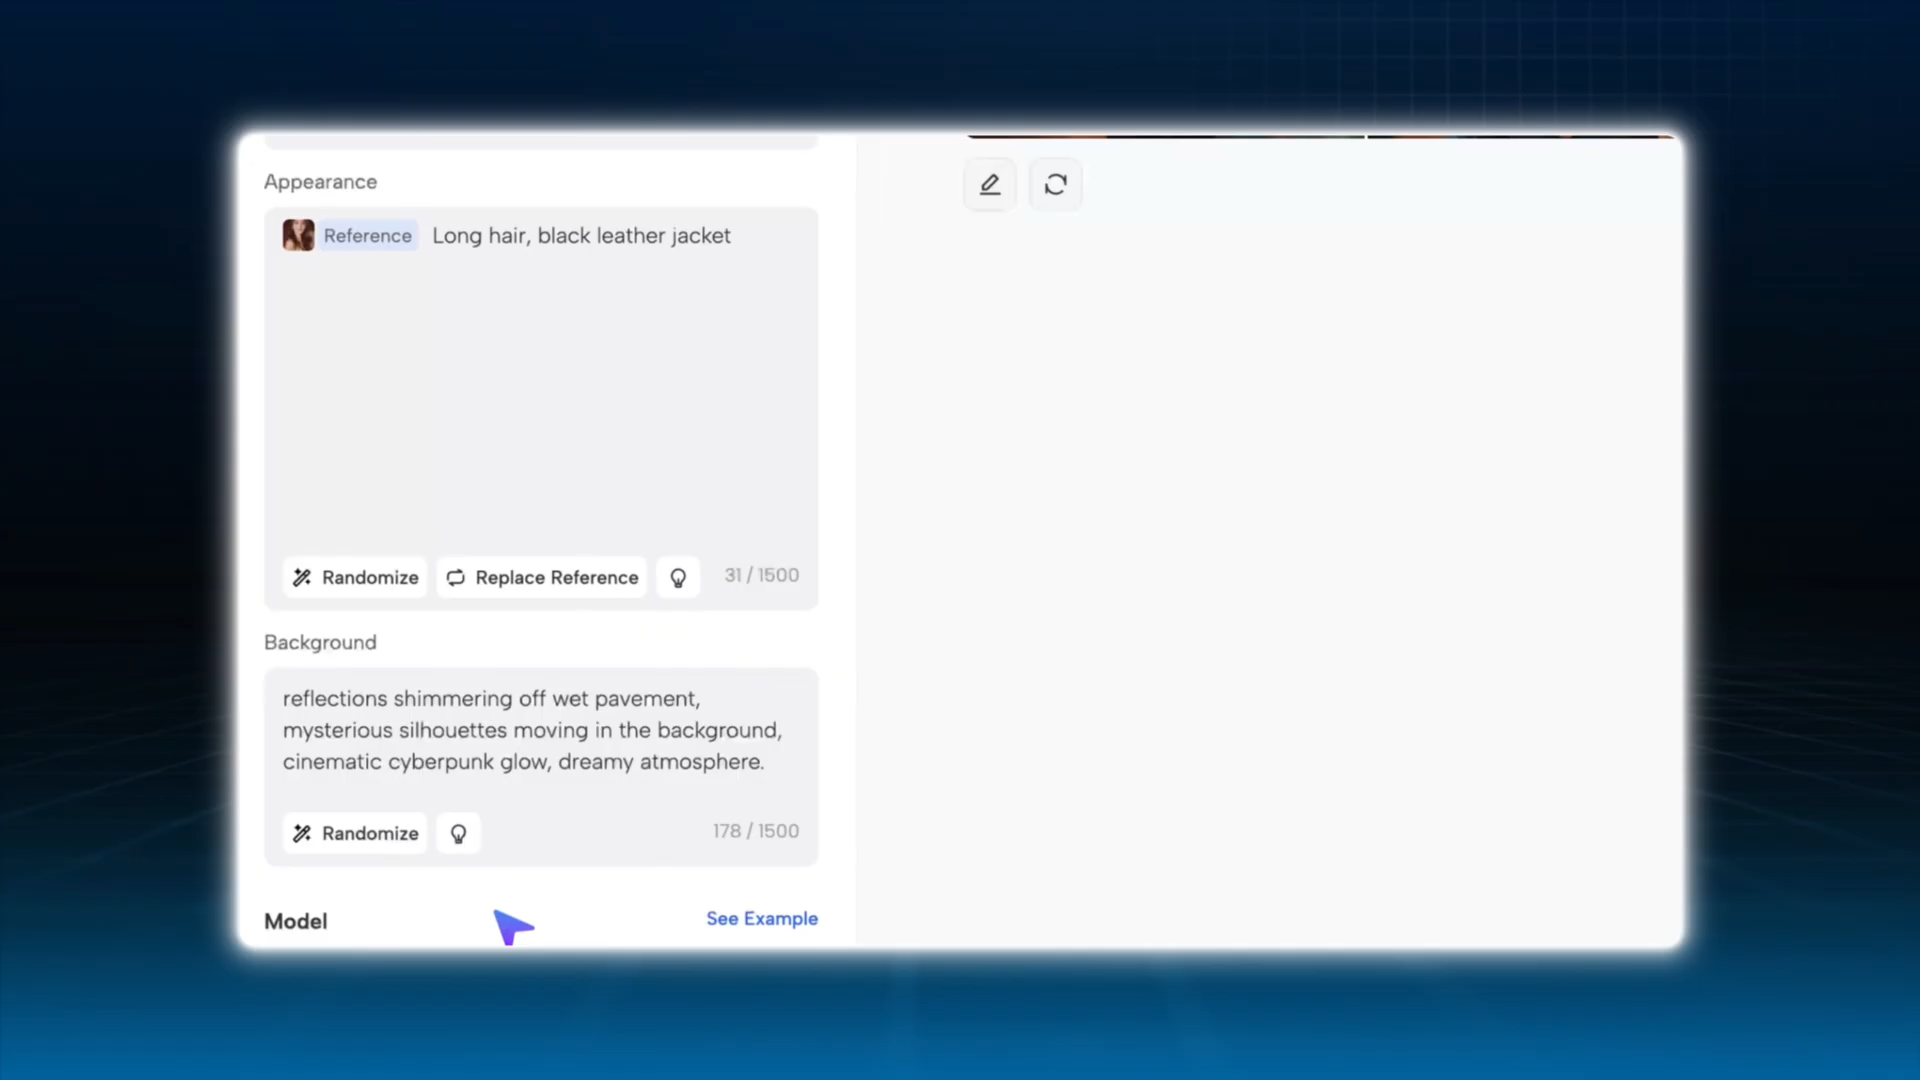 Appearance
Reference Long hair, black leather jacket
Randomize Replace Reference 31 / 1500
Background
reflections shimmering off wet pavement,
mysterious silhouettes moving in the background,
cinematic cyberpunk glow, dreamy atmosphere.
Randomize 178 / 1500
Model See Example